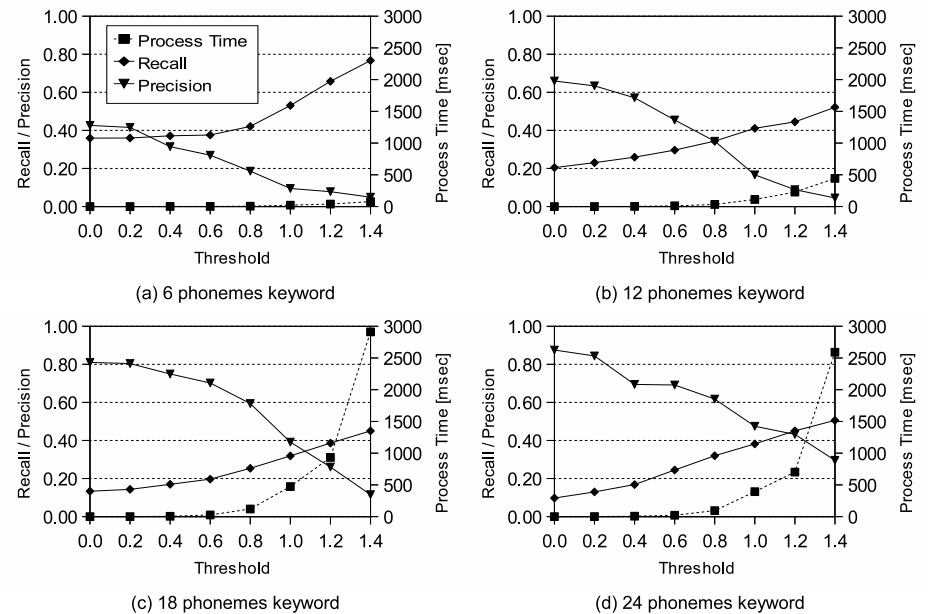 1.00 3000 1.00 3000
Process Time
Recall
Precision
0.80 2500 0.80 2500
0.60 2000 0.60 2000
1500 1500
0.40 0.40
1000 1000
0.20 500 0.20 500
0.00 0 0.00 0
Recall / Precision
Process Time [msec]
Recall / Precision
Process Time [msec]
0.0 0.2 0.4 0.6 0.8 1.0 1.2 1.4
0.0 0.2 0.4 0.6 0.8 1.0 1.2 1.4
Threshold
Threshold
(a) 6 phonemes keyword
(b) 12 phonemes keyword
1.00 3000 1.00 3000
0.80 2500 0.80 2500
0.60 2000 0.60 2000
1500 1500
0.40 0.40
1000 1000
0.20 500 0.20 500
0.00 0 0.00 0
Recall / Precision
Process Time [msec]
Recall / Precision
Process Time [msec]
0.0 0.2 0.4 0.6 0.8 1.0 1.2 1.4
0.0 0.2 0.4 0.6 0.8 1.0 1.2 1.4
Threshold
Threshold
(c) 18 phonemes keyword
(d) 24 phonemes keyword